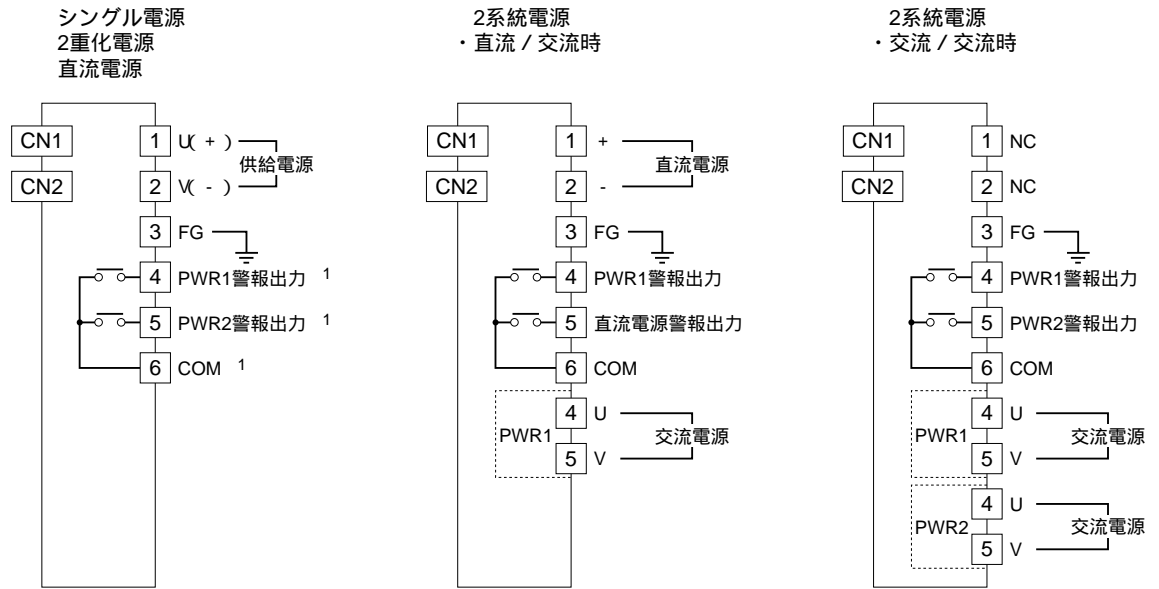 シングル電源
2重化電源
直流電源
CN1
CN2
1 U( + )
供給電源
2 V( - )
3 FG
4 PWR1警報出力 1
5 PWR2警報出力 1
6 COM 1
2系統電源
・直流 / 交流時
CN1
CN2
1 +
直流電源
2 -
3 FG
4 PWR1警報出力
5 直流電源警報出力
6 COM
PWR1
4 U
交流電源
5 V
2系統電源
・交流 / 交流時
CN1
CN2
1 NC
2 NC
3 FG
4 PWR1警報出力
5 PWR2警報出力
6 COM
PWR1
4 U
交流電源
5 V
PWR2
4 U
交流電源
5 V